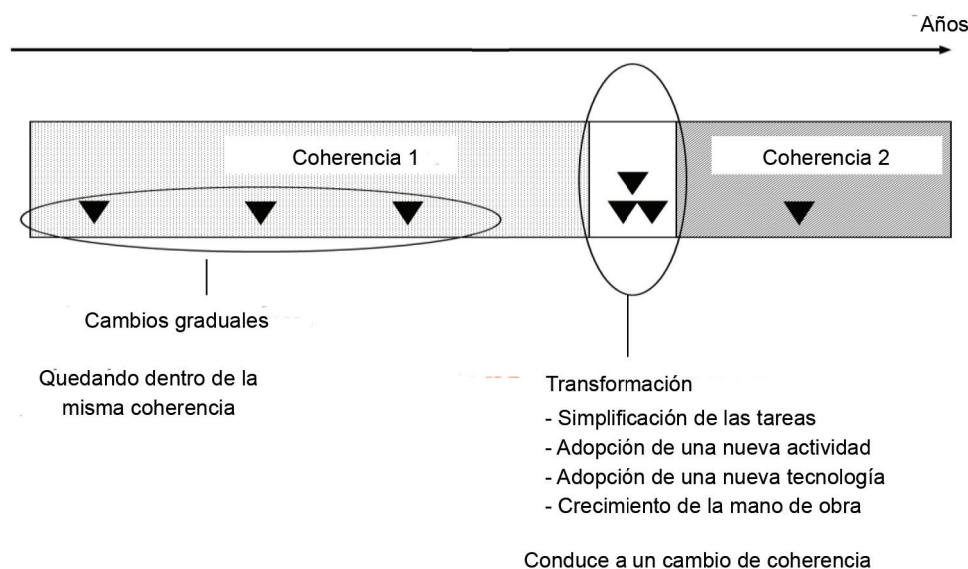 Años
Coherencia 1
Coherencia 2
Cambios graduales
Quedando dentro de la
misma coherencia
Transformación
- Simplificación de las tareas
- Adopción de una nueva actividad
- Adopción de una nueva tecnología
- Crecimiento de la mano de obra
Conduce a un cambio de coherencia